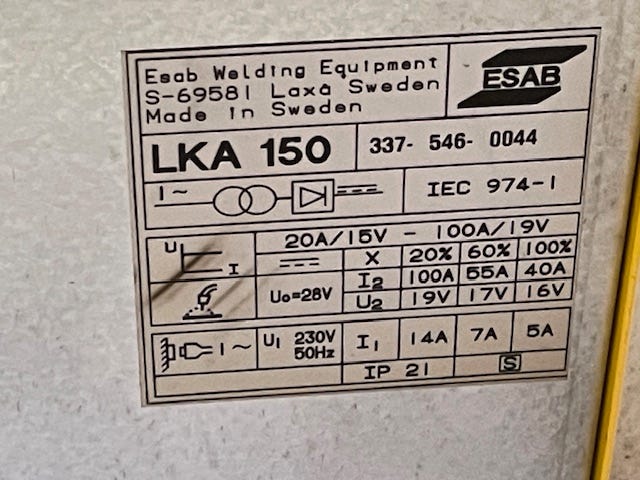 Esab Welding Equipment
S-69581 Laxå Sweden
Made in Sweden
ESAB
LKA 150
337- 546- 0044
1~
IEC 974-1
U
I
20A/15V - 100A/19V
X 20% 60% 100%
U₀=28V
I₂ 100A 55A 40A
U₂ 19V 17V 16V
1~
U₁ 230V
50Hz
I₁ 14A 7A 5A
IP 21
S